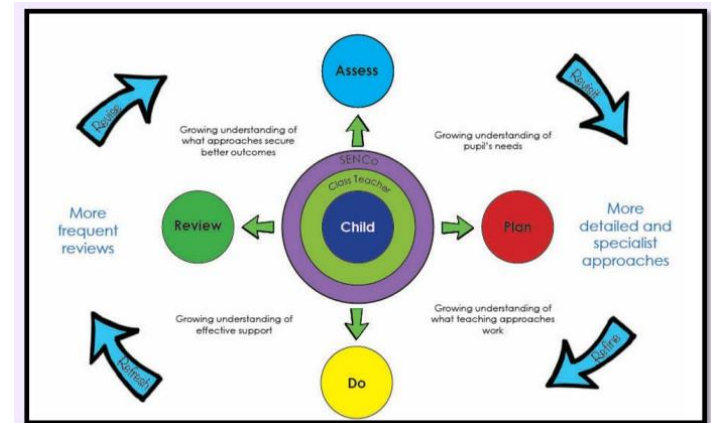 Assess
Revisit
Revise
Growing understanding of
what approaches secure
better outcomes
Growing understanding of
pupil's needs
SENCo
Class Teacher
Child
Review
Plan
More
frequent
reviews
More
detailed and
specialist
approaches
Growing understanding of
effective support
Growing understanding of
what teaching approaches
work
Refresh
Refine
Do